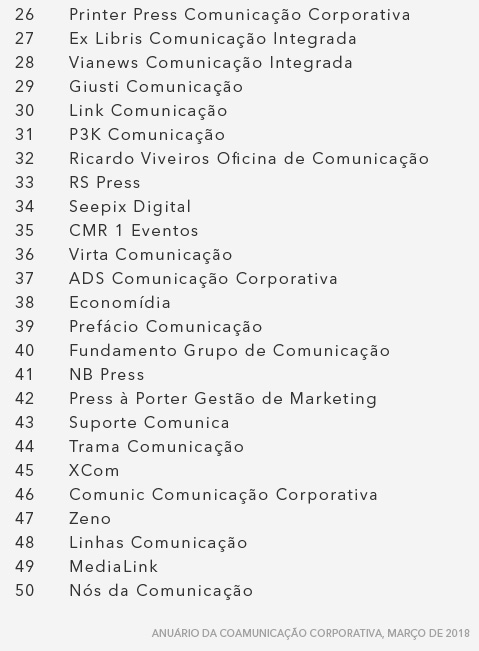 26 Printer Press Comunicação Corporativa
27 Ex Libris Comunicação Integrada
28 Vianews Comunicação Integrada
29 Giusti Comunicação
30 Link Comunicação
31 P3K Comunicação
32 Ricardo Viveiros Oficina de Comunicação
33 RS Press
34 Seepix Digital
35 CMR 1 Eventos
36 Virta Comunicação
37 ADS Comunicação Corporativa
38 Economídia
39 Prefácio Comunicação
40 Fundamento Grupo de Comunicação
41 NB Press
42 Press à Porter Gestão de Marketing
43 Suporte Comunica
44 Trama Comunicação
45 XCom
46 Comunic Comunicação Corporativa
47 Zeno
48 Linhas Comunicação
49 MediaLink
50 Nós da Comunicação
ANUÁRIO DA COAMUNICAÇÃO CORPORATIVA, MARÇO DE 2018